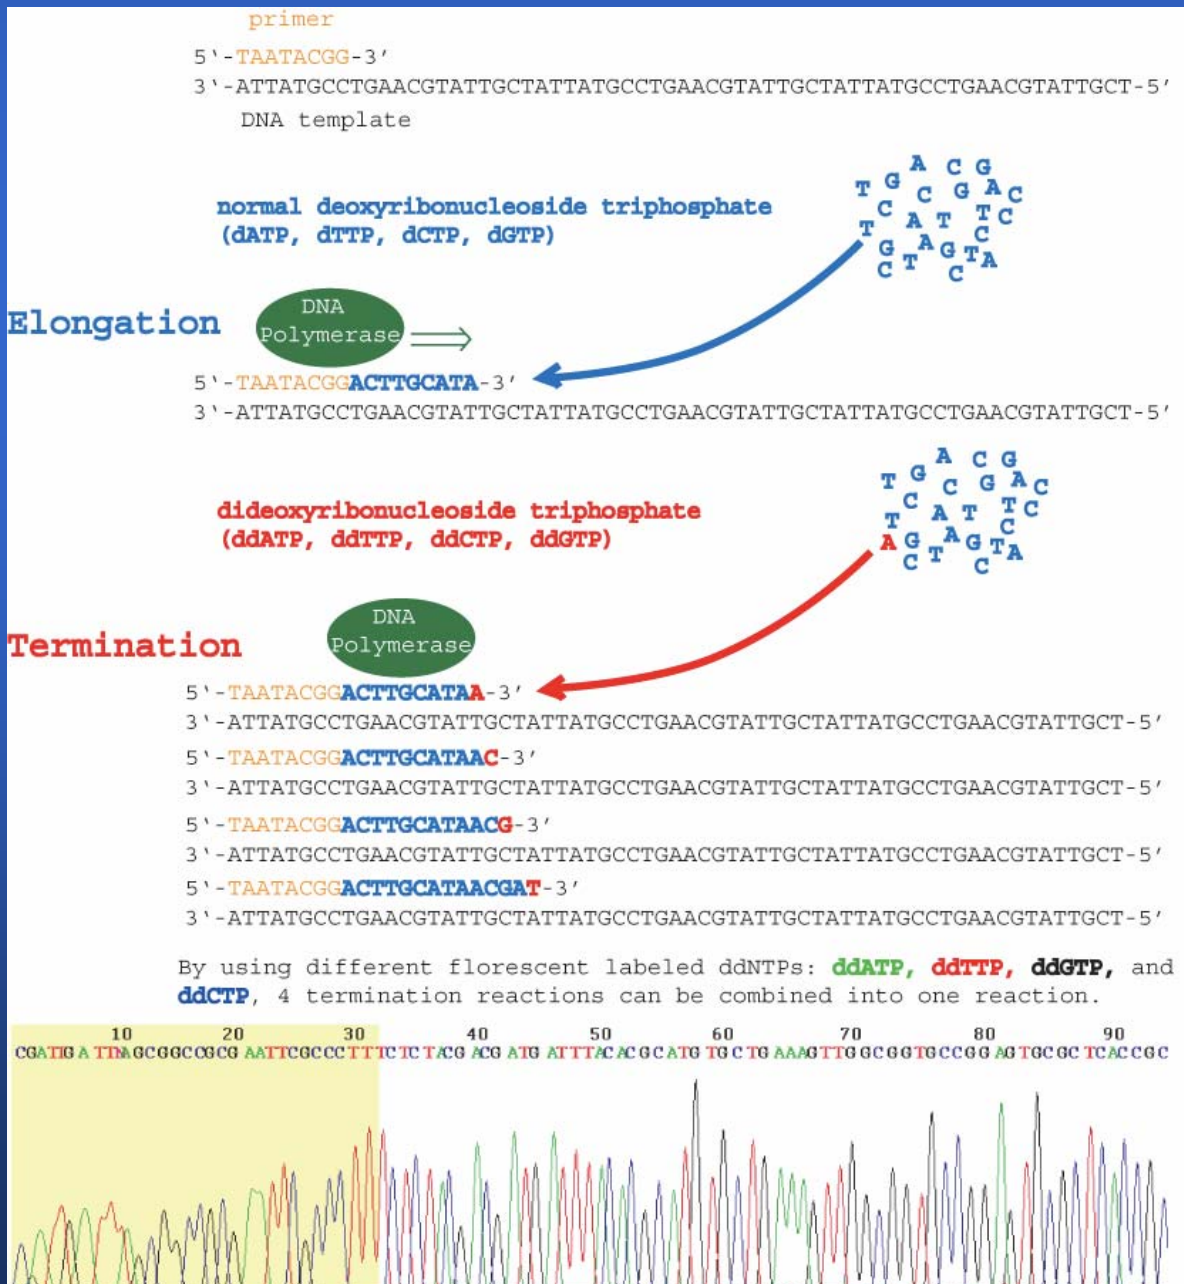 primer
5‘-TAATACGG-3’
3‘-ATTATGCCTGAACGTATTGCTATTATGCCTGAACGTATTGCTATTATGCCTGAACGTATTGCT-5’
DNA template
T G A C G
C C G A C
T C A T T C
G A G C
C T C T A
normal deoxyribonucleoside triphosphate
(dATP, dTTP, dCTP, dGTP)
Elongation
DNA
Polymerase
5‘-TAATACGGACTTGCATA-3’
3‘-ATTATGCCTGAACGTATTGCTATTATGCCTGAACGTATTGCTATTATGCCTGAACGTATTGCT-5’
T G A C G
C C G A C
T C A T T C
A G A G C
C T C T A
dideoxyribonucleoside triphosphate
(ddATP, ddTTP, ddCTP, ddGTP)
Termination
DNA
Polymerase
5‘-TAATACGGACTTGCATAA-3’
3‘-ATTATGCCTGAACGTATTGCTATTATGCCTGAACGTATTGCTATTATGCCTGAACGTATTGCT-5’
5‘-TAATACGGACTTGCATAAC-3’
3‘-ATTATGCCTGAACGTATTGCTATTATGCCTGAACGTATTGCTATTATGCCTGAACGTATTGCT-5’
5‘-TAATACGGACTTGCATAACG-3’
3‘-ATTATGCCTGAACGTATTGCTATTATGCCTGAACGTATTGCTATTATGCCTGAACGTATTGCT-5’
5‘-TAATACGGACTTGCATAACGAT-3’
3‘-ATTATGCCTGAACGTATTGCTATTATGCCTGAACGTATTGCTATTATGCCTGAACGTATTGCT-5’
By using different florescent labeled ddNTPs: ddATP, ddTTP, ddGTP, and
ddCTP, 4 termination reactions can be combined into one reaction.
10 20 30 40 50 60 70 80 90
CGATTGATTNAGCGGCCGCGAATTCGCCCTTTCTCTACGACGATGATTTACACGCATGTGCTGAAAGTTGGCGGTGCCGGAGTGCGCTCACCGC